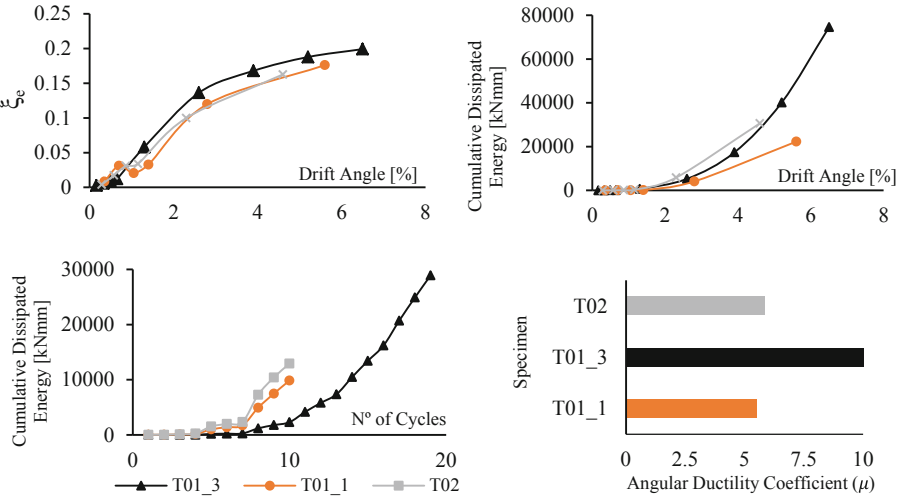 0.25
0.2
0.15
0.1
0.05
0
ξe
Drift Angle [%]
0 2 4 6 8
80000
60000
40000
20000
0
Cumulative Dissipated
Energy [kNmm]
Drift Angle [%]
0 2 4 6 8
30000
20000
10000
0
Cumulative Dissipated
Energy [kNmm]
Nº of Cycles
0 10 20
T01_3 T01_1 T02
Specimen
T02
T01_3
T01_1
0 2.5 5 7.5 10
Angular Ductility Coefficient (μ)